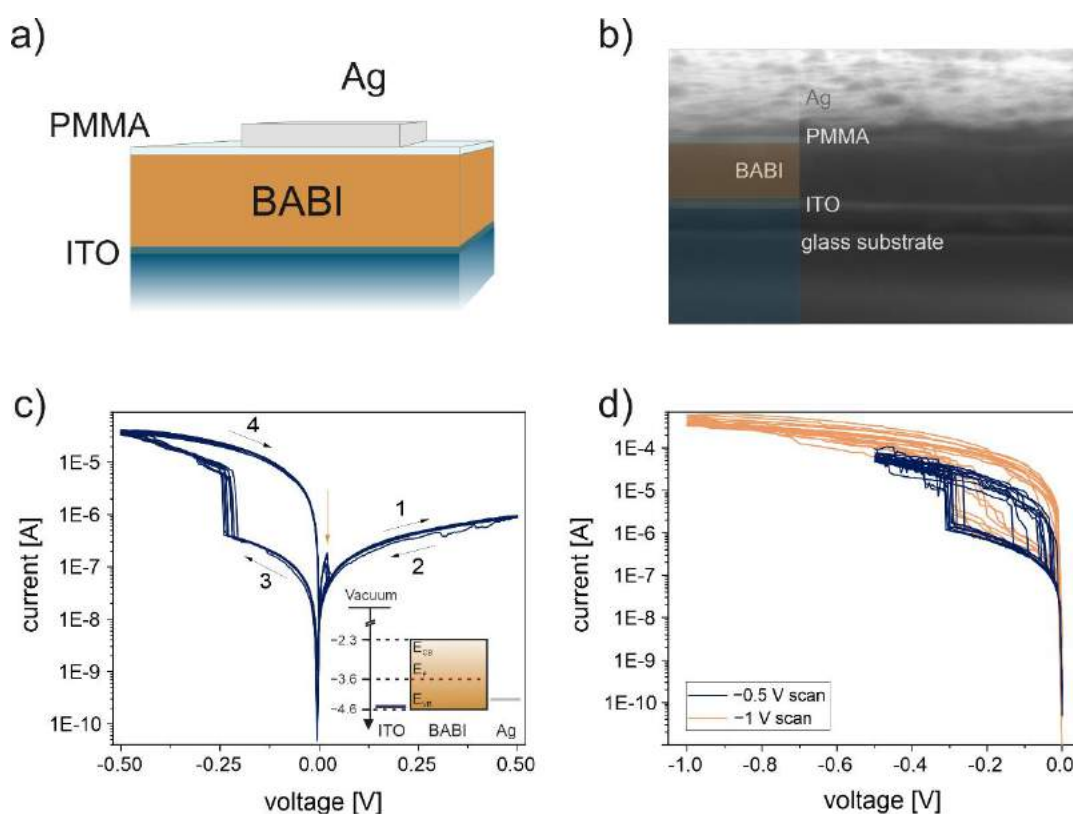 a)
Ag
PMMA
BABI
ITO
b)
Ag
PMMA
BABI
ITO
glass substrate
c)
current [A]
1E-5
1E-6
1E-7
1E-8
1E-9
1E-10
4
1
2
3
Vacuum
−2.3
−3.6
−4.6
E_CB
E_F
E_VB
ITO BABI Ag
-0.50 -0.25 0.00 0.25 0.50
voltage [V]
d)
current [A]
1E-4
1E-5
1E-6
1E-7
1E-8
1E-9
1E-10
−0.5 V scan
−1 V scan
-1.0 -0.8 -0.6 -0.4 -0.2 0.0
voltage [V]